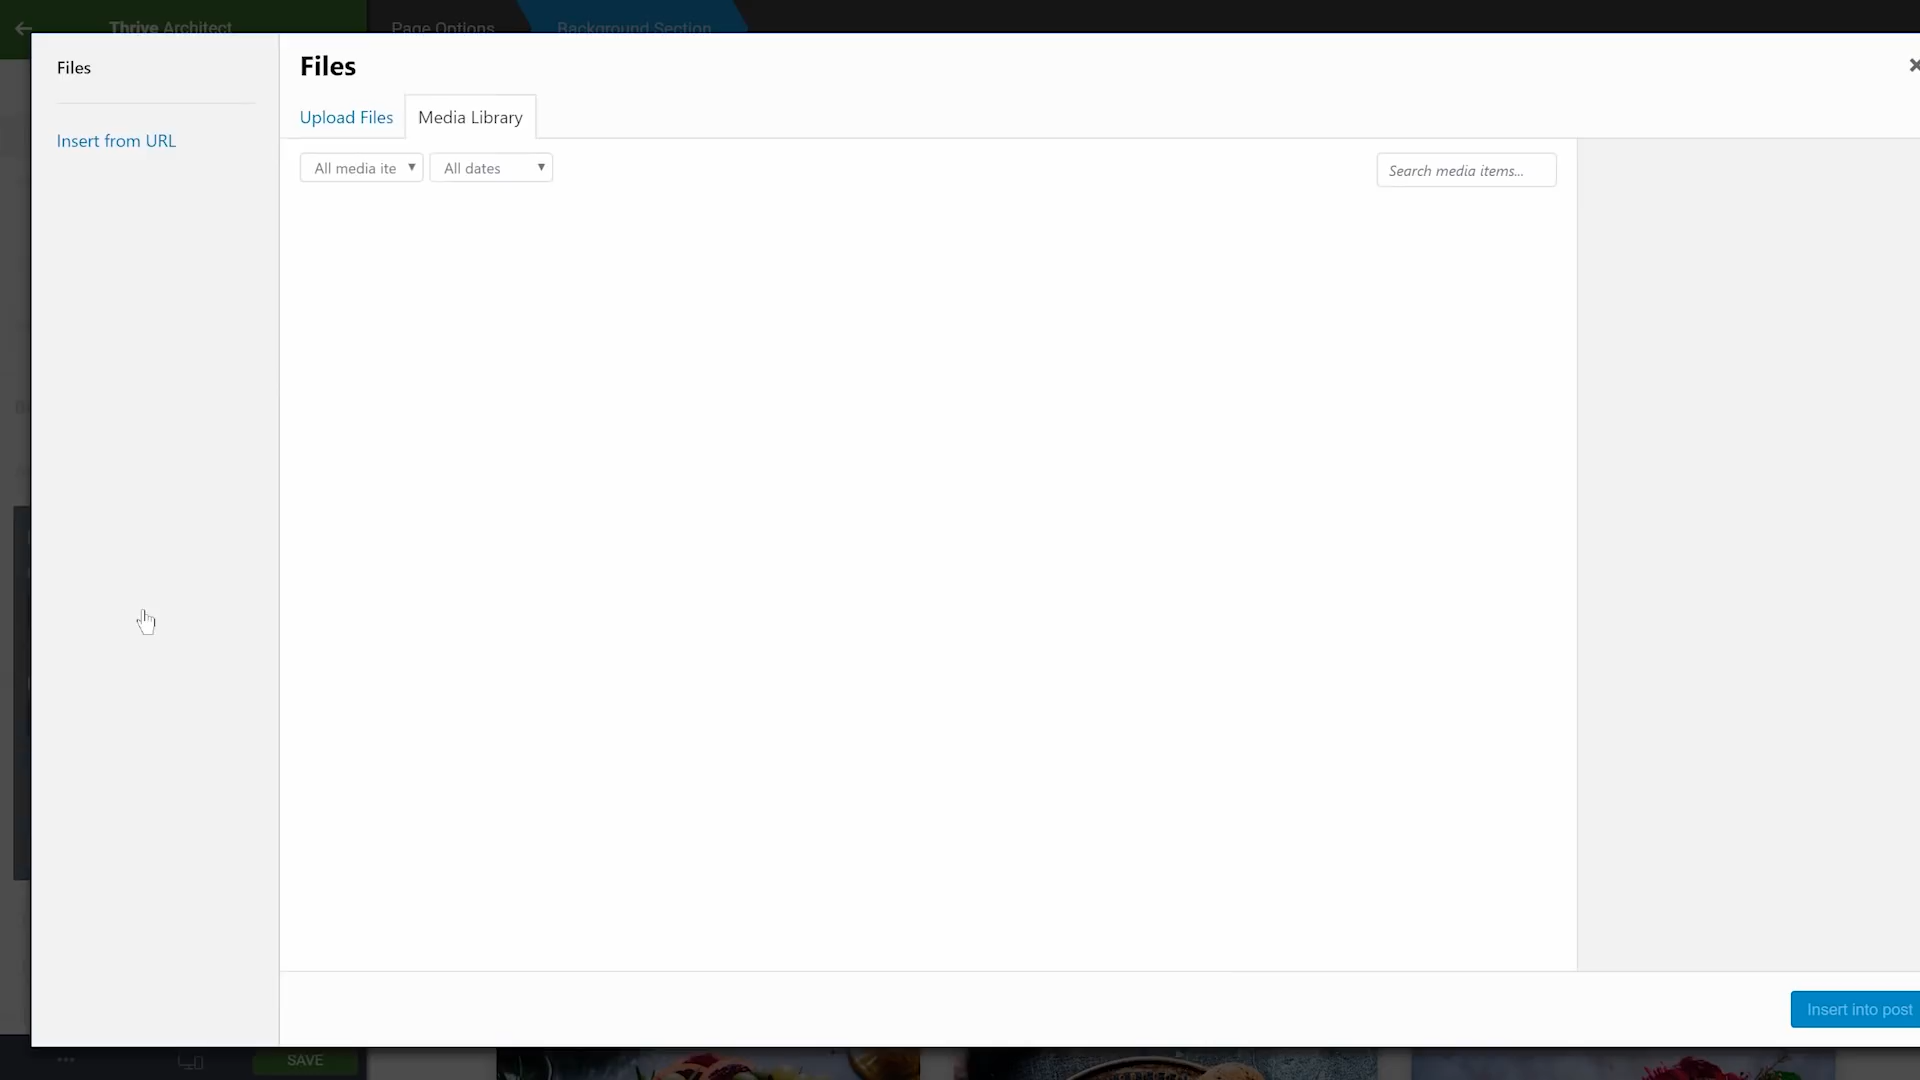 Thrive Architect
Page Options
Background Section
Files
Insert from URL
Files
Upload Files
Media Library
All media ite
All dates
Search media items...
Insert into post
SAVE